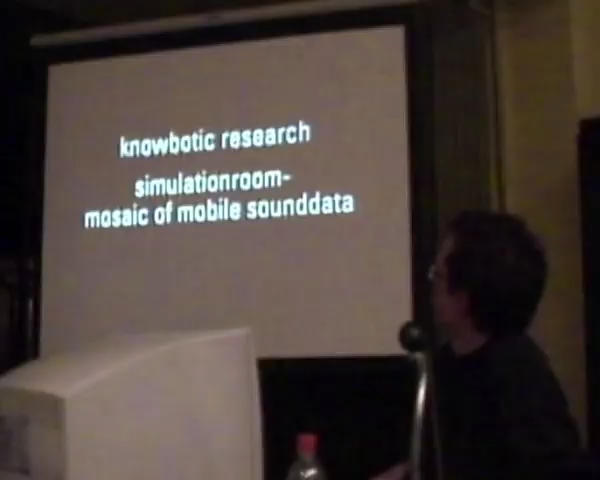 knowbotic research
simulationroom-
mosaic of mobile sounddata